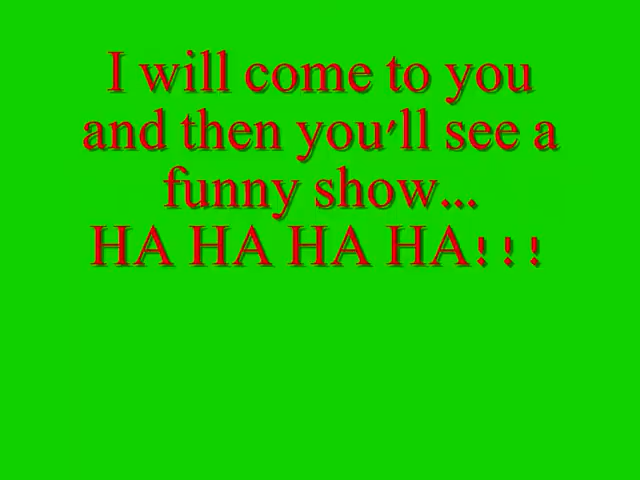 I will come to you
and then you'll see a
funny show...
HA HA HA HA!!!